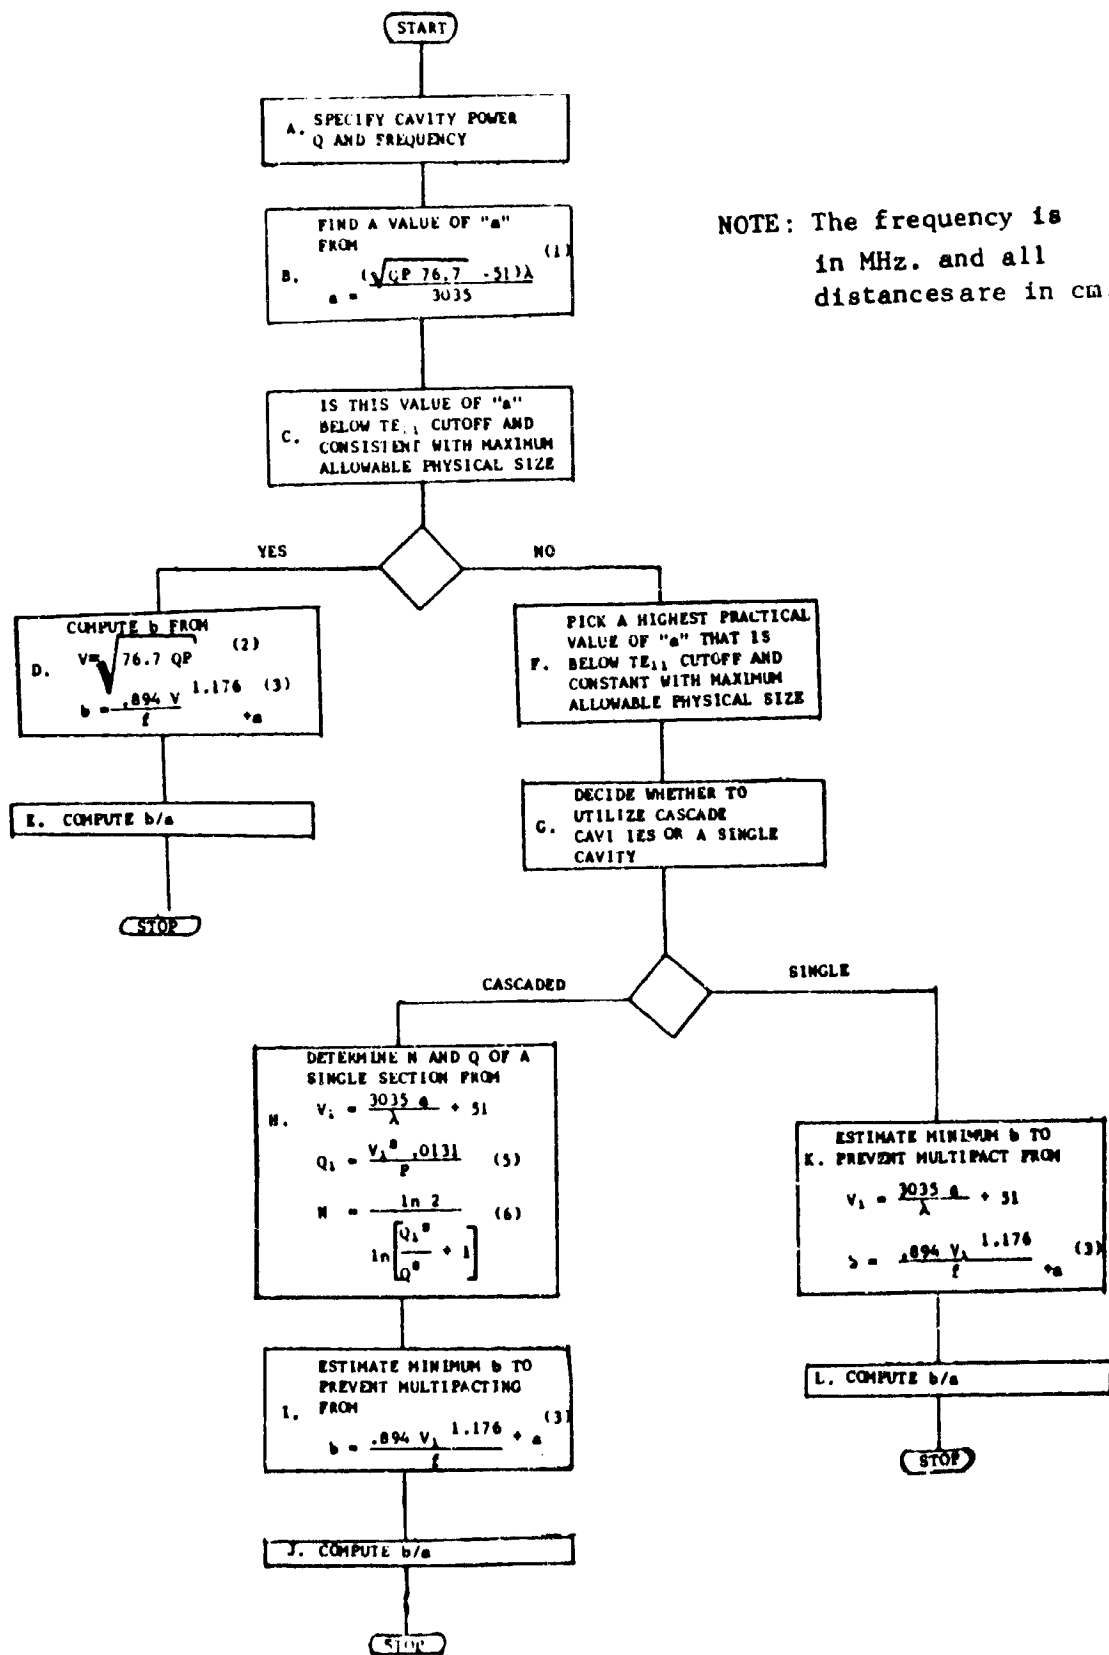 START
A. SPECIFY CAVITY POWER
Q AND FREQUENCY
NOTE: The frequency is
in MHz. and all
distances are in cm.
FIND A VALUE OF "a"
FROM
B. a = (√QP 76.7 -51)λ / 3035 (1)
IS THIS VALUE OF "a"
C. BELOW TE₁₁ CUTOFF AND
CONSISTENT WITH MAXIMUM
ALLOWABLE PHYSICAL SIZE
YES
NO
COMPUTE b FROM
D. V= √76.7 QP (2)
b = .894 V^1.176 / f +a (3)
E. COMPUTE b/a
STOP
PICK A HIGHEST PRACTICAL
VALUE OF "a" THAT IS
F. BELOW TE₁₁ CUTOFF AND
CONSTANT WITH MAXIMUM
ALLOWABLE PHYSICAL SIZE
DECIDE WHETHER TO
G. UTILIZE CASCADE
CAVI IES OR A SINGLE
CAVITY
CASCADED
SINGLE
DETERMINE N AND Q OF A
SINGLE SECTION FROM
H. V₁ = 3035 a / λ + 51
Q₁ = V₁² .0131 / P (5)
N = ln 2 / ln[Q₁² / Q² + 1] (6)
ESTIMATE MINIMUM b TO
PREVENT MULTIPACTING
I. FROM
b = .894 V₁^1.176 / f + a (3)
J. COMPUTE b/a
STOP
ESTIMATE MINIMUM b TO
K. PREVENT MULTIPACT FROM
V₁ = 3035 a / λ + 51
b = .894 V₁^1.176 / f +a (3)
L. COMPUTE b/a
STOP